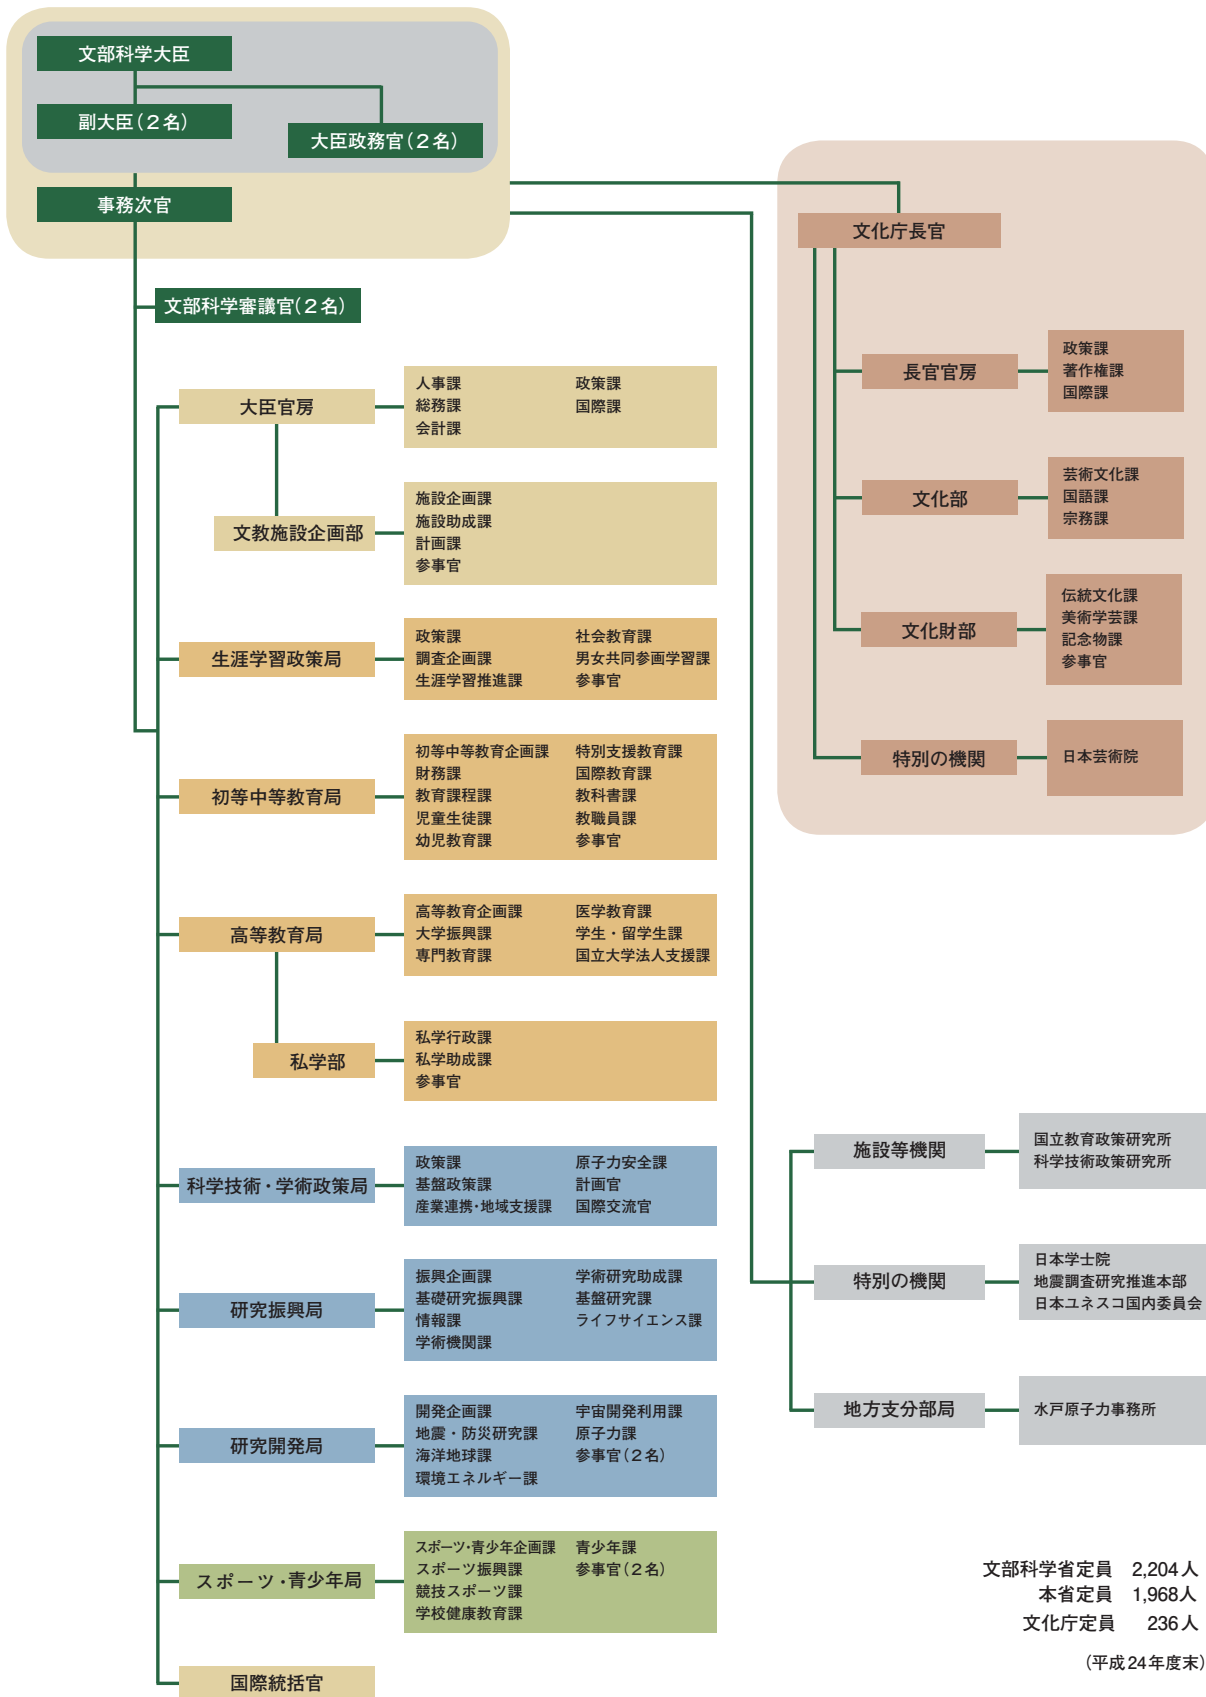 文部科学大臣
副大臣(2名)
大臣政務官(2名)
事務次官
文部科学審議官(2名)
大臣官房
人事課
総務課
会計課
政策課
国際課
文教施設企画部
施設企画課
施設助成課
計画課
参事官
生涯学習政策局
政策課
調査企画課
生涯学習推進課
社会教育課
男女共同参画学習課
参事官
初等中等教育局
初等中等教育企画課
財務課
教育課程課
児童生徒課
幼児教育課
特別支援教育課
国際教育課
教科書課
教職員課
参事官
高等教育局
高等教育企画課
大学振興課
専門教育課
医学教育課
学生・留学生課
国立大学法人支援課
私学部
私学行政課
私学助成課
参事官
科学技術・学術政策局
政策課
基盤政策課
産業連携・地域支援課
原子力安全課
計画官
国際交流官
研究振興局
振興企画課
基礎研究振興課
情報課
学術機関課
学術研究助成課
基盤研究課
ライフサイエンス課
研究開発局
開発企画課
地震・防災研究課
海洋地球課
環境エネルギー課
宇宙開発利用課
原子力課
参事官(2名)
スポーツ・青少年局
スポーツ・青少年企画課
スポーツ振興課
競技スポーツ課
学校健康教育課
青少年課
参事官(2名)
国際統括官
文化庁長官
長官官房
政策課
著作権課
国際課
文化部
芸術文化課
国語課
宗務課
文化財部
伝統文化課
美術学芸課
記念物課
参事官
特別の機関
日本芸術院
施設等機関
国立教育政策研究所
科学技術政策研究所
特別の機関
日本学士院
地震調査研究推進本部
日本ユネスコ国内委員会
地方支分部局
水戸原子力事務所
文部科学省定員 2,204人
本省定員 1,968人
文化庁定員 236人
(平成24年度末)